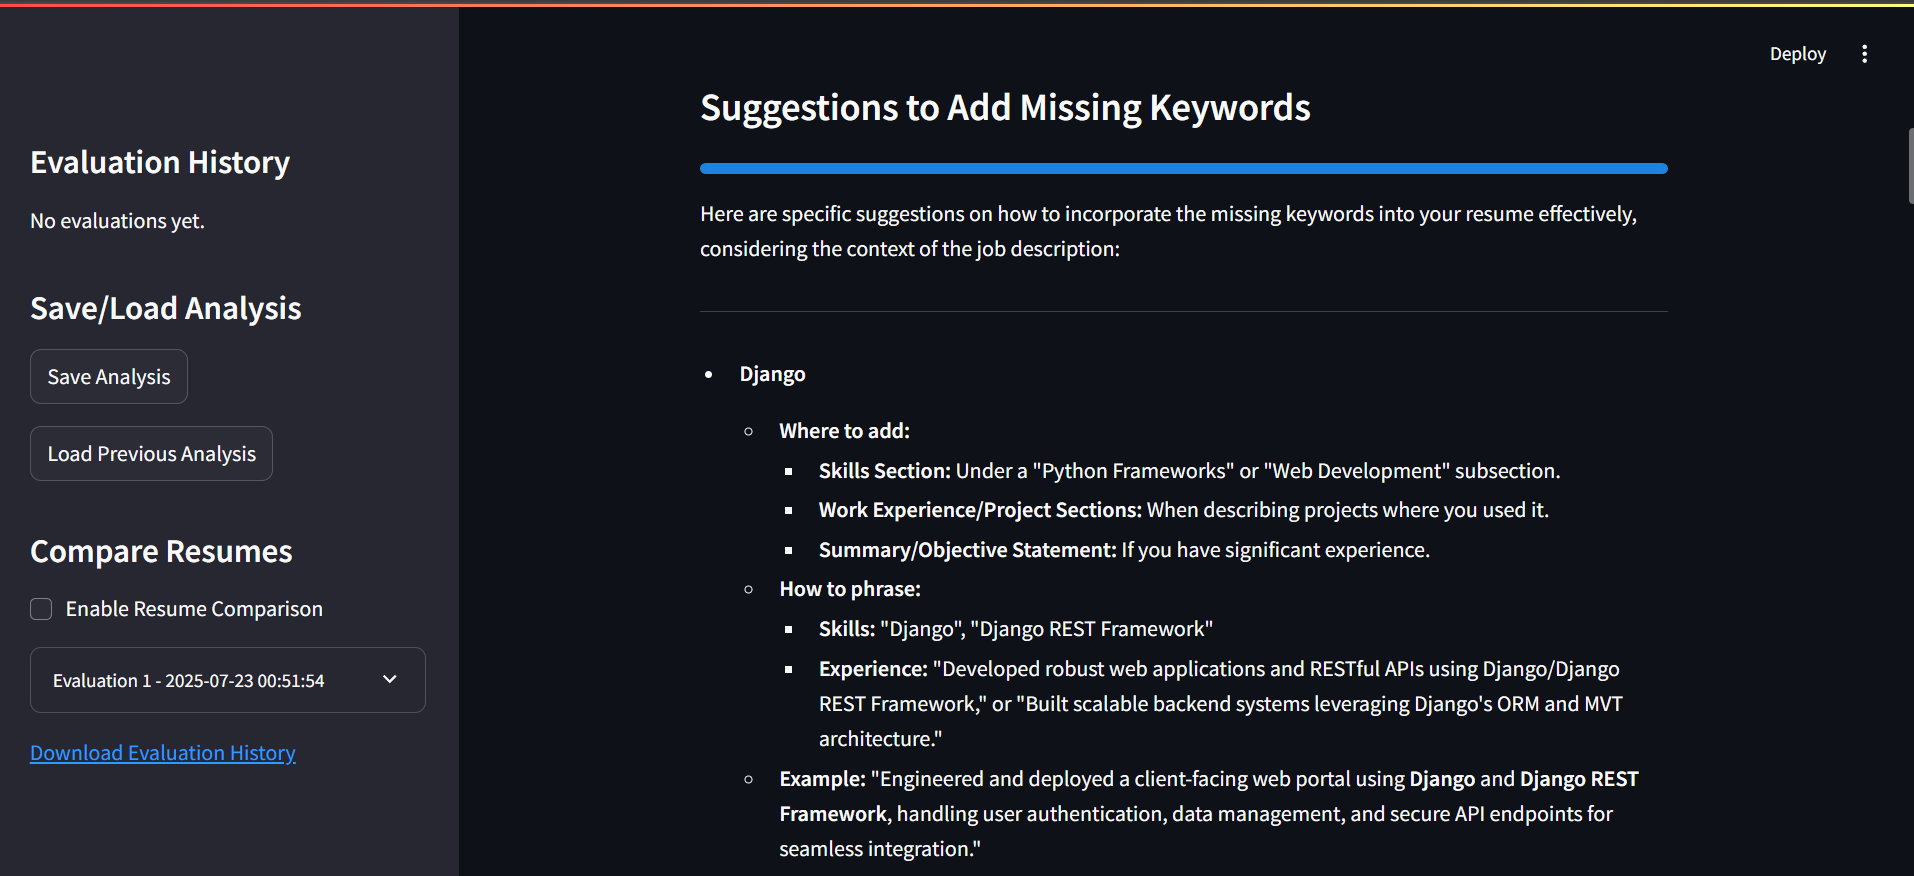 Deploy
Evaluation History
No evaluations yet.
Save/Load Analysis
Save Analysis
Load Previous Analysis
Compare Resumes
Enable Resume Comparison
Evaluation 1 - 2025-07-23 00:51:54
Download Evaluation History
Suggestions to Add Missing Keywords
Here are specific suggestions on how to incorporate the missing keywords into your resume effectively,
considering the context of the job description:
• Django
○ Where to add:
▪ Skills Section: Under a "Python Frameworks" or "Web Development" subsection.
▪ Work Experience/Project Sections: When describing projects where you used it.
▪ Summary/Objective Statement: If you have significant experience.
○ How to phrase:
▪ Skills: "Django", "Django REST Framework"
▪ Experience: "Developed robust web applications and RESTful APIs using Django/Django
REST Framework," or "Built scalable backend systems leveraging Django's ORM and MVT
architecture."
○ Example: "Engineered and deployed a client-facing web portal using Django and Django REST
Framework, handling user authentication, data management, and secure API endpoints for
seamless integration."